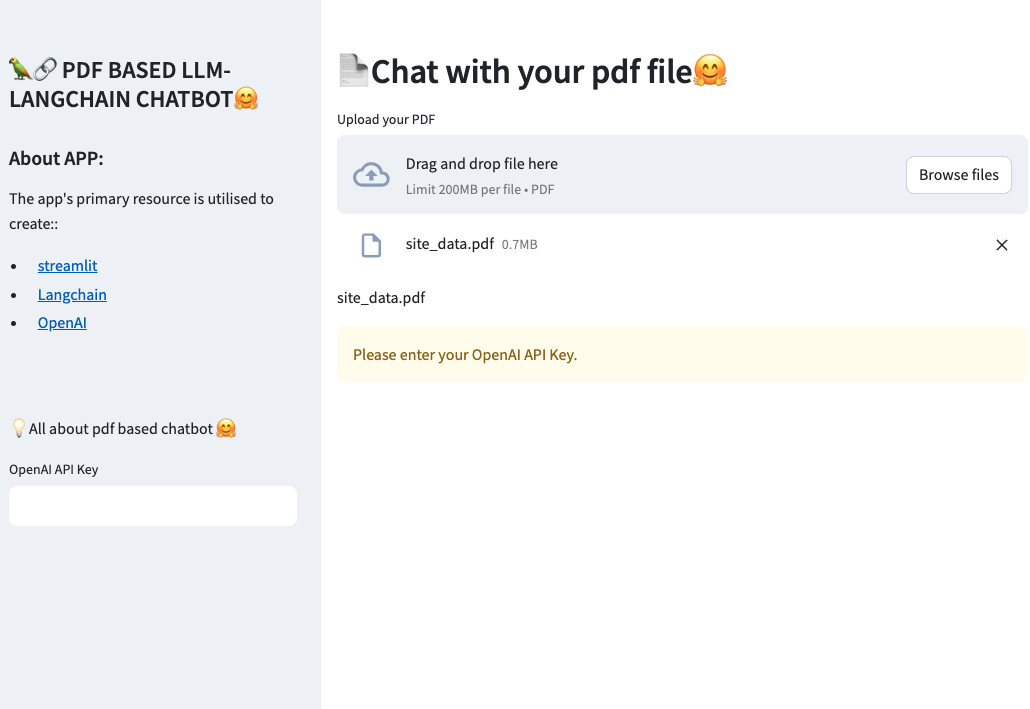 🦜🔗 PDF BASED LLM-
LANGCHAIN CHATBOT🤗
About APP:
The app's primary resource is utilised to
create::
• streamlit
• Langchain
• OpenAI
💡All about pdf based chatbot 🤗
OpenAI API Key
📄Chat with your pdf file🤗
Upload your PDF
Drag and drop file here
Limit 200MB per file • PDF
Browse files
site_data.pdf 0.7MB
site_data.pdf
Please enter your OpenAI API Key.